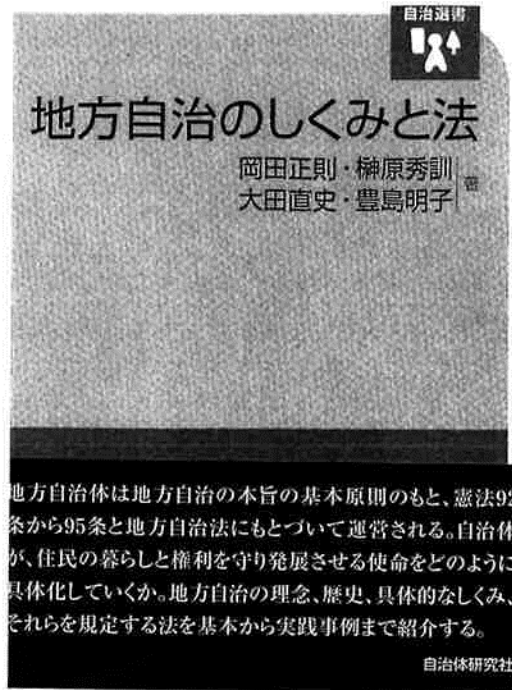 自治選書
地方自治のしくみと法
岡田正則・榊原秀訓
大田直史・豊島明子
著
地方自治体は地方自治の本旨の基本原則のもと、憲法92
条から95条と地方自治法にもとづいて運営される。自治体
が、住民の暮らしと権利を守り発展させる使命をどのように
具体化していくか。地方自治の理念、歴史、具体的なしくみ、
それらを規定する法を基本から実践事例まで紹介する。
自治体研究社